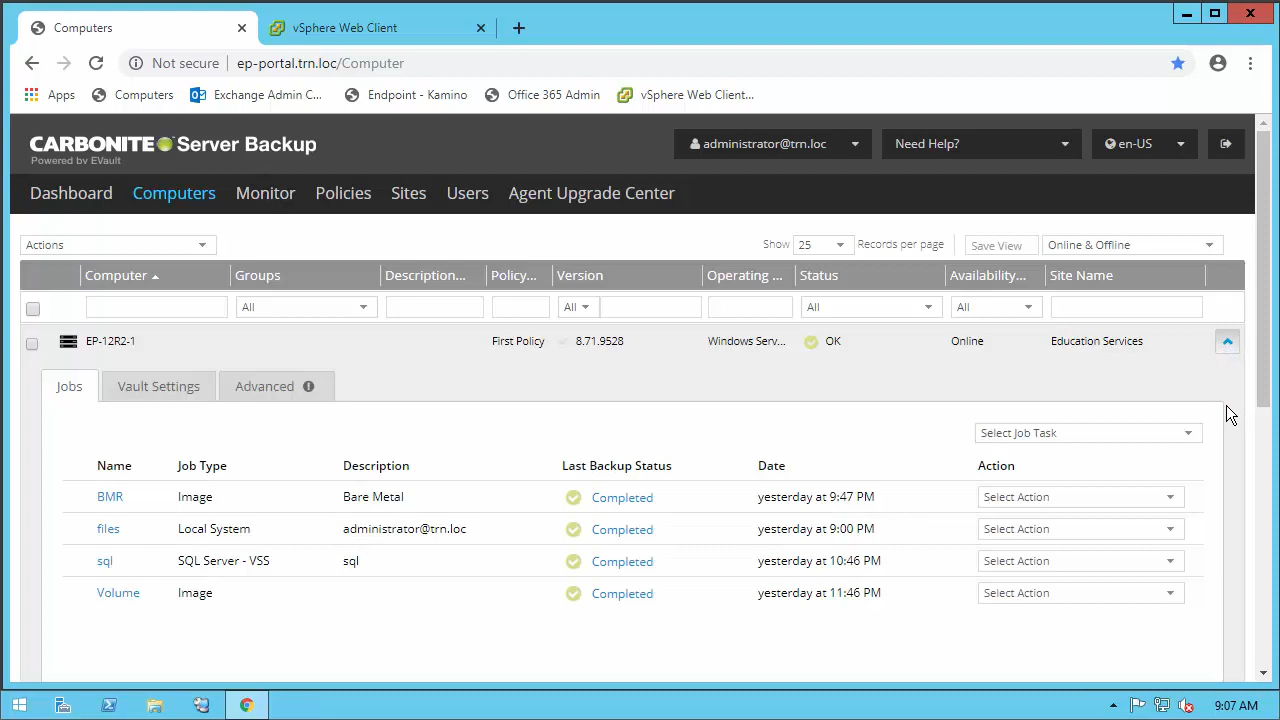 Computers
vSphere Web Client
Not secure ep-portal.trn.loc/Computer
Apps Computers Exchange Admin C... Endpoint - Kamino Office 365 Admin vSphere Web Client...
CARBONITE Server Backup
Powered by EVault
administrator@trn.loc Need Help? en-US
Dashboard Computers Monitor Policies Sites Users Agent Upgrade Center
Actions Show 25 Records per page Save View Online & Offline
Computer Groups Description... Policy... Version Operating ... Status Availability... Site Name
All All All All
EP-12R2-1 First Policy 8.71.9528 Windows Serv... OK Online Education Services
Jobs Vault Settings Advanced
Select Job Task
Name Job Type Description Last Backup Status Date Action
BMR Image Bare Metal Completed yesterday at 9:47 PM Select Action
files Local System administrator@trn.loc Completed yesterday at 9:00 PM Select Action
sql SQL Server - VSS sql Completed yesterday at 10:46 PM Select Action
Volume Image Completed yesterday at 11:46 PM Select Action
9:07 AM